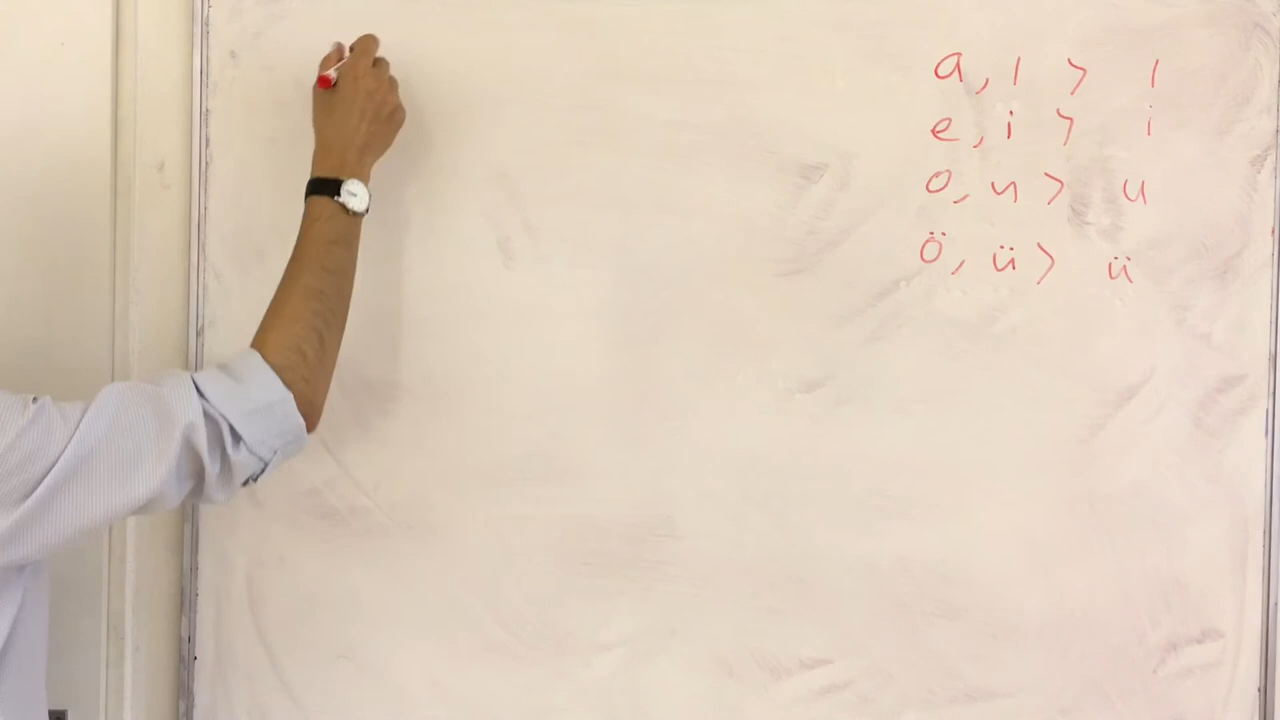 a, ı > ı
e, i > i
o, u > u
ö, ü > ü